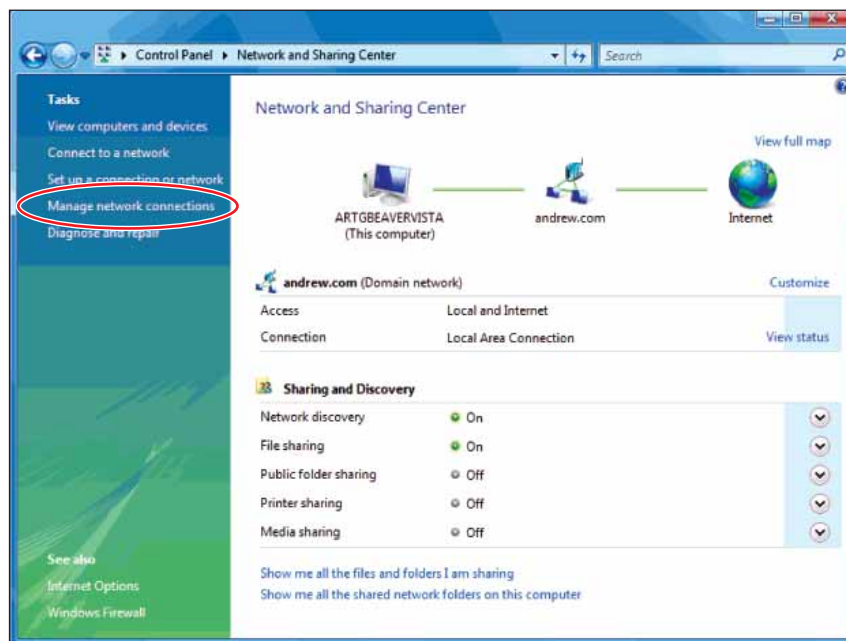 Control Panel ▸ Network and Sharing Center
Search
Tasks
View computers and devices
Connect to a network
Set up a connection or network
Manage network connections
Diagnose and repair
See also
Internet Options
Windows Firewall
Network and Sharing Center
View full map
ARTGBEAVERVISTA
(This computer)
andrew.com
Internet
andrew.com (Domain network)
Customize
Access Local and Internet
Connection Local Area Connection View status
Sharing and Discovery
Network discovery On
File sharing On
Public folder sharing Off
Printer sharing Off
Media sharing Off
Show me all the files and folders I am sharing
Show me all the shared network folders on this computer